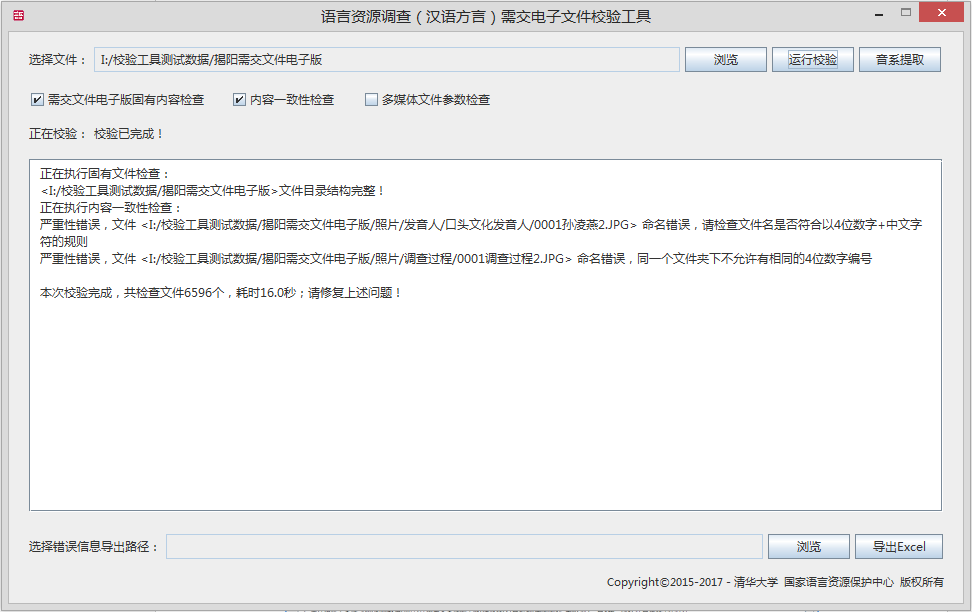 语言资源调查（汉语方言）需交电子文件校验工具
选择文件： I:/校验工具测试数据/揭阳需交文件电子版 浏览 运行校验 音系提取
需交文件电子版固有内容检查 内容一致性检查 多媒体文件参数检查
正在校验： 校验已完成！
正在执行固有文件检查：
<I:/校验工具测试数据/揭阳需交文件电子版>文件目录结构完整！
正在执行内容一致性检查：
严重性错误，文件 <I:/校验工具测试数据/揭阳需交文件电子版/照片/发音人/口头文化发音人/0001孙凌燕2.JPG> 命名错误，请检查文件名是否符合以4位数字+中文字
符的规则
严重性错误，文件 <I:/校验工具测试数据/揭阳需交文件电子版/照片/调查过程/0001调查过程2.JPG> 命名错误，同一个文件夹下不允许有相同的4位数字编号
本次校验完成，共检查文件6596个，耗时16.0秒；请修复上述问题！
选择错误信息导出路径： 浏览 导出Excel
Copyright©2015-2017 - 清华大学 国家语言资源保护中心 版权所有